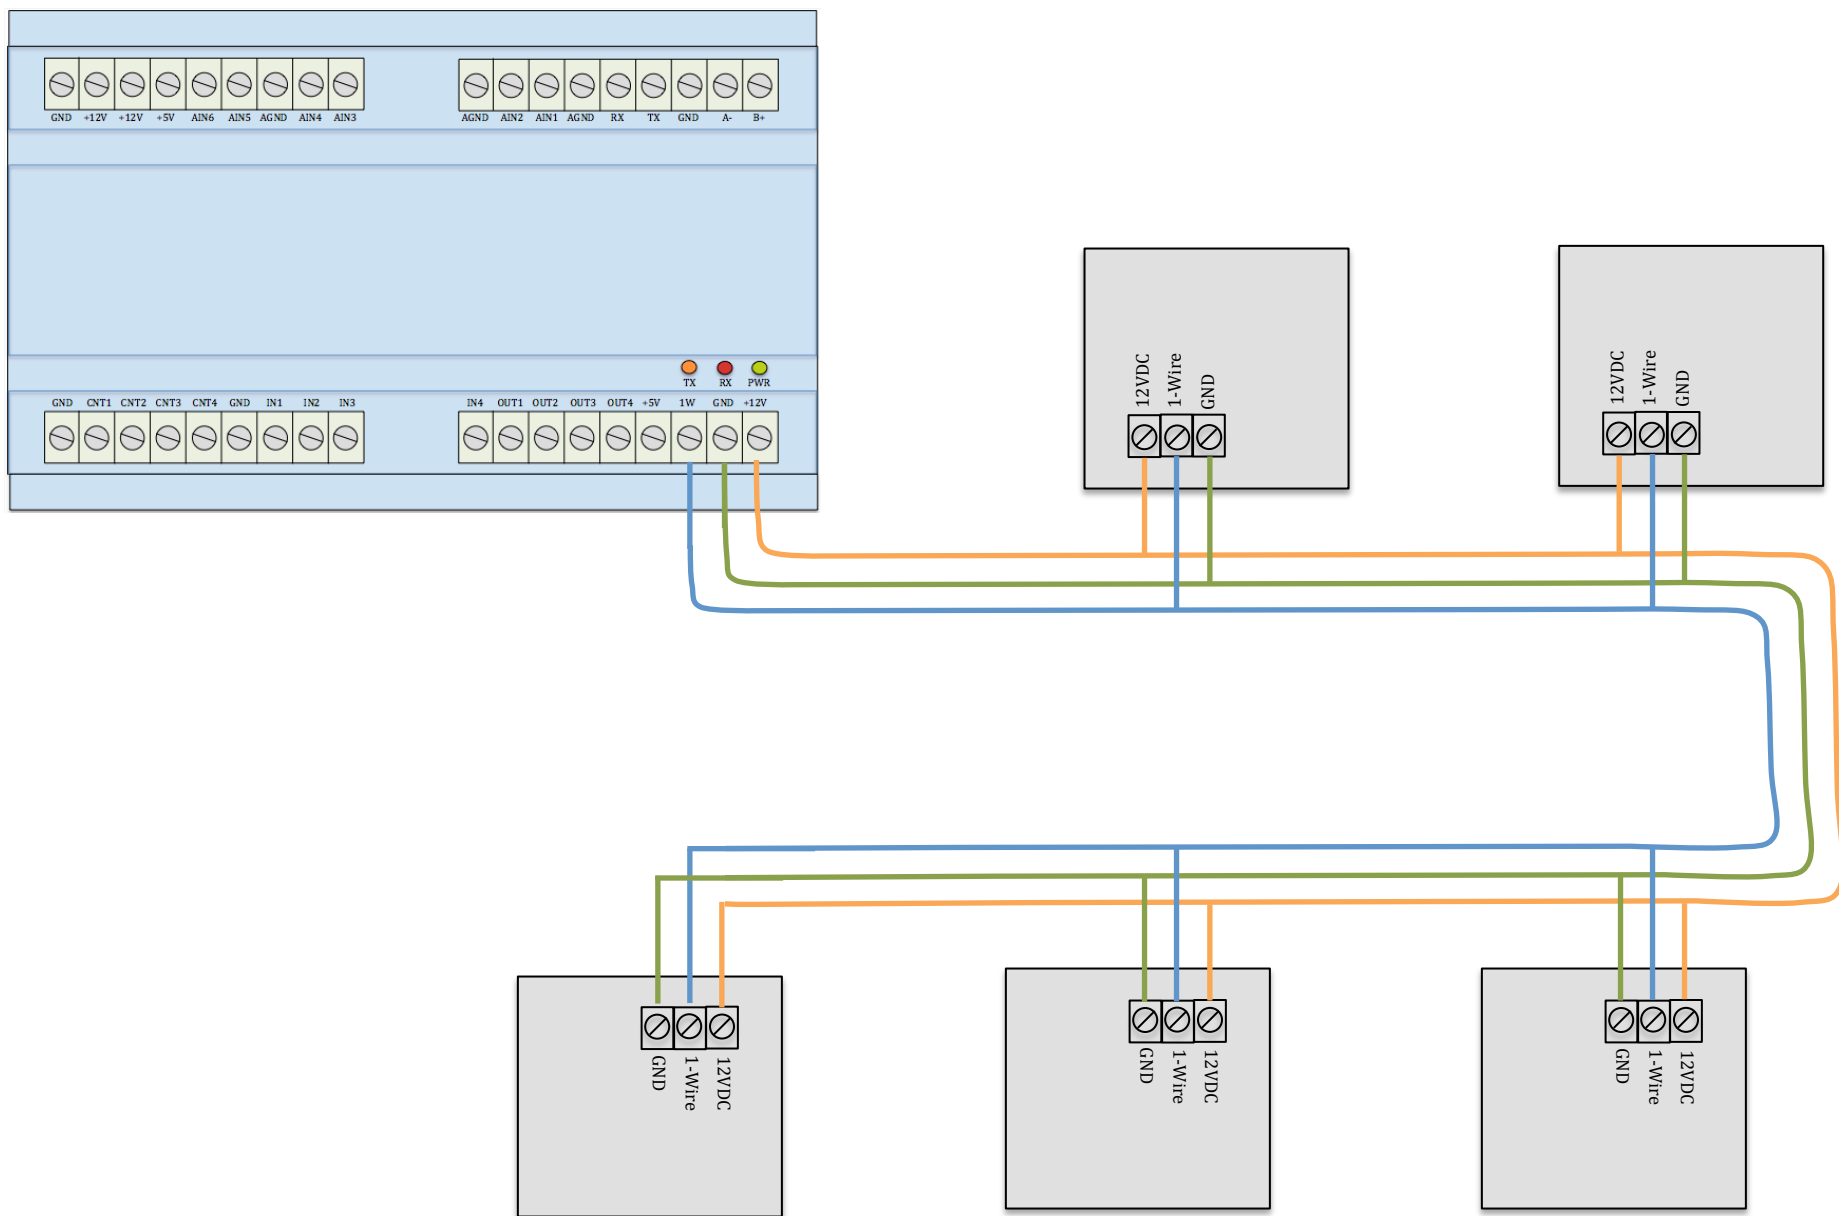 GND +12V +12V +5V AIN6 AIN5 AGND AIN4 AIN3
AGND AIN2 AIN1 AGND RX TX GND A- B+
TX RX PWR
GND CNT1 CNT2 CNT3 CNT4 GND IN1 IN2 IN3
IN4 OUT1 OUT2 OUT3 OUT4 +5V 1W GND +12V
12VDC
1-Wire
GND
12VDC
1-Wire
GND
GND
1-Wire
12VDC
GND
1-Wire
12VDC
GND
1-Wire
12VDC